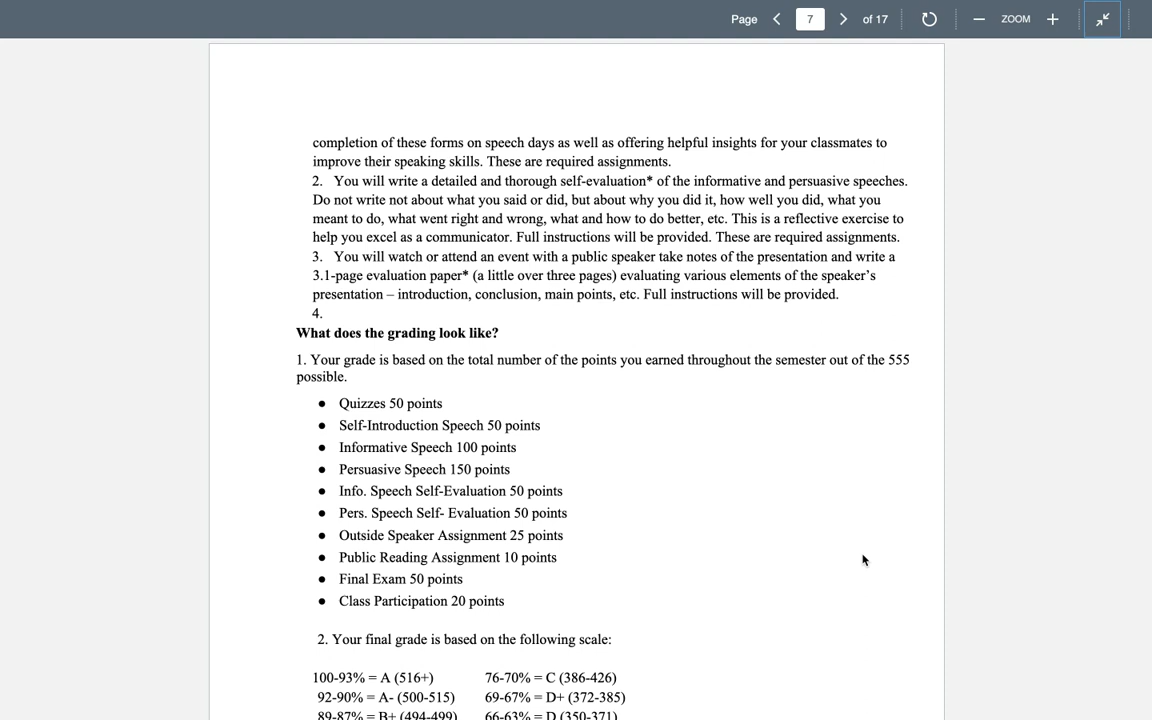 Page 7 of 17 ZOOM
completion of these forms on speech days as well as offering helpful insights for your classmates to
improve their speaking skills. These are required assignments.
2. You will write a detailed and thorough self-evaluation* of the informative and persuasive speeches.
Do not write not about what you said or did, but about why you did it, how well you did, what you
meant to do, what went right and wrong, what and how to do better, etc. This is a reflective exercise to
help you excel as a communicator. Full instructions will be provided. These are required assignments.
3. You will watch or attend an event with a public speaker take notes of the presentation and write a
3.1-page evaluation paper* (a little over three pages) evaluating various elements of the speaker's
presentation – introduction, conclusion, main points, etc. Full instructions will be provided.
4.
What does the grading look like?
1. Your grade is based on the total number of the points you earned throughout the semester out of the 555
possible.
● Quizzes 50 points
● Self-Introduction Speech 50 points
● Informative Speech 100 points
● Persuasive Speech 150 points
● Info. Speech Self-Evaluation 50 points
● Pers. Speech Self- Evaluation 50 points
● Outside Speaker Assignment 25 points
● Public Reading Assignment 10 points
● Final Exam 50 points
● Class Participation 20 points
2. Your final grade is based on the following scale:
100-93% = A (516+) 76-70% = C (386-426)
92-90% = A- (500-515) 69-67% = D+ (372-385)
89-87% = B+ (494-499) 66-63% = D (350-371)